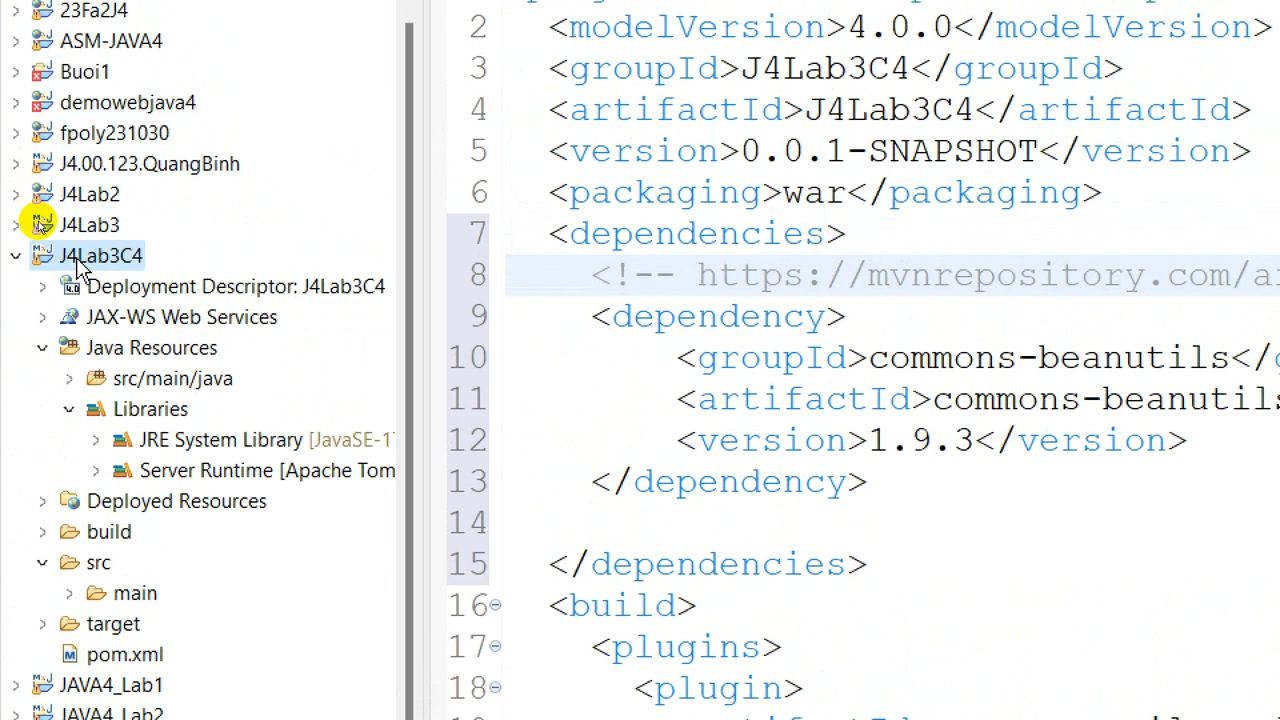 23Fa2J4
ASM-JAVA4
Buoi1
demowebjava4
fpoly231030
J4.00.123.QuangBinh
J4Lab2
J4Lab3
J4Lab3C4
Deployment Descriptor: J4Lab3C4
JAX-WS Web Services
Java Resources
src/main/java
Libraries
JRE System Library [JavaSE-1
Server Runtime [Apache Tom
Deployed Resources
build
src
main
target
pom.xml
JAVA4_Lab1
JAVA4_Lab2
2 <modelVersion>4.0.0</modelVersion>
3 <groupId>J4Lab3C4</groupId>
4 <artifactId>J4Lab3C4</artifactId>
5 <version>0.0.1-SNAPSHOT</version>
6 <packaging>war</packaging>
7 <dependencies>
8 <!-- https://mvnrepository.com/a
9 <dependency>
10 <groupId>commons-beanutils</
11 <artifactId>commons-beanutils
12 <version>1.9.3</version>
13 </dependency>
14
15 </dependencies>
16 <build>
17 <plugins>
18 <plugin>